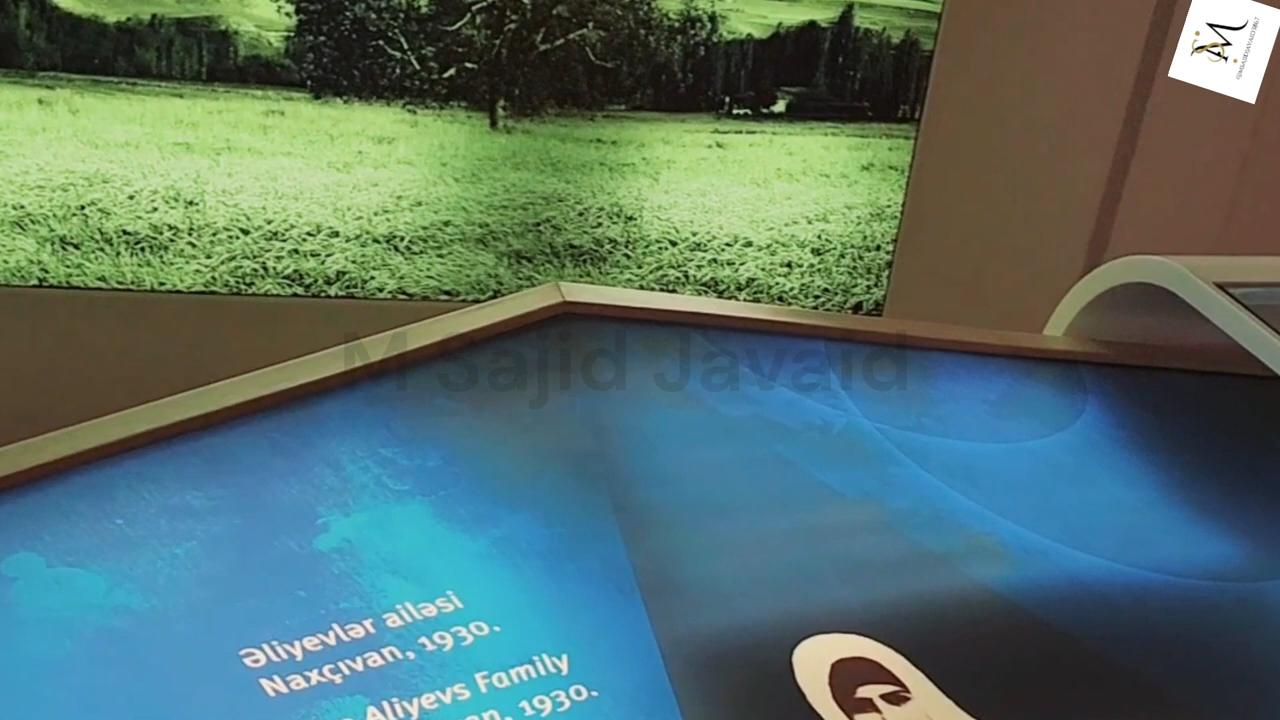 M Sajid Javaid
Əliyevlər ailəsi
Naxçıvan, 1930.
Aliyevs Family
1930.